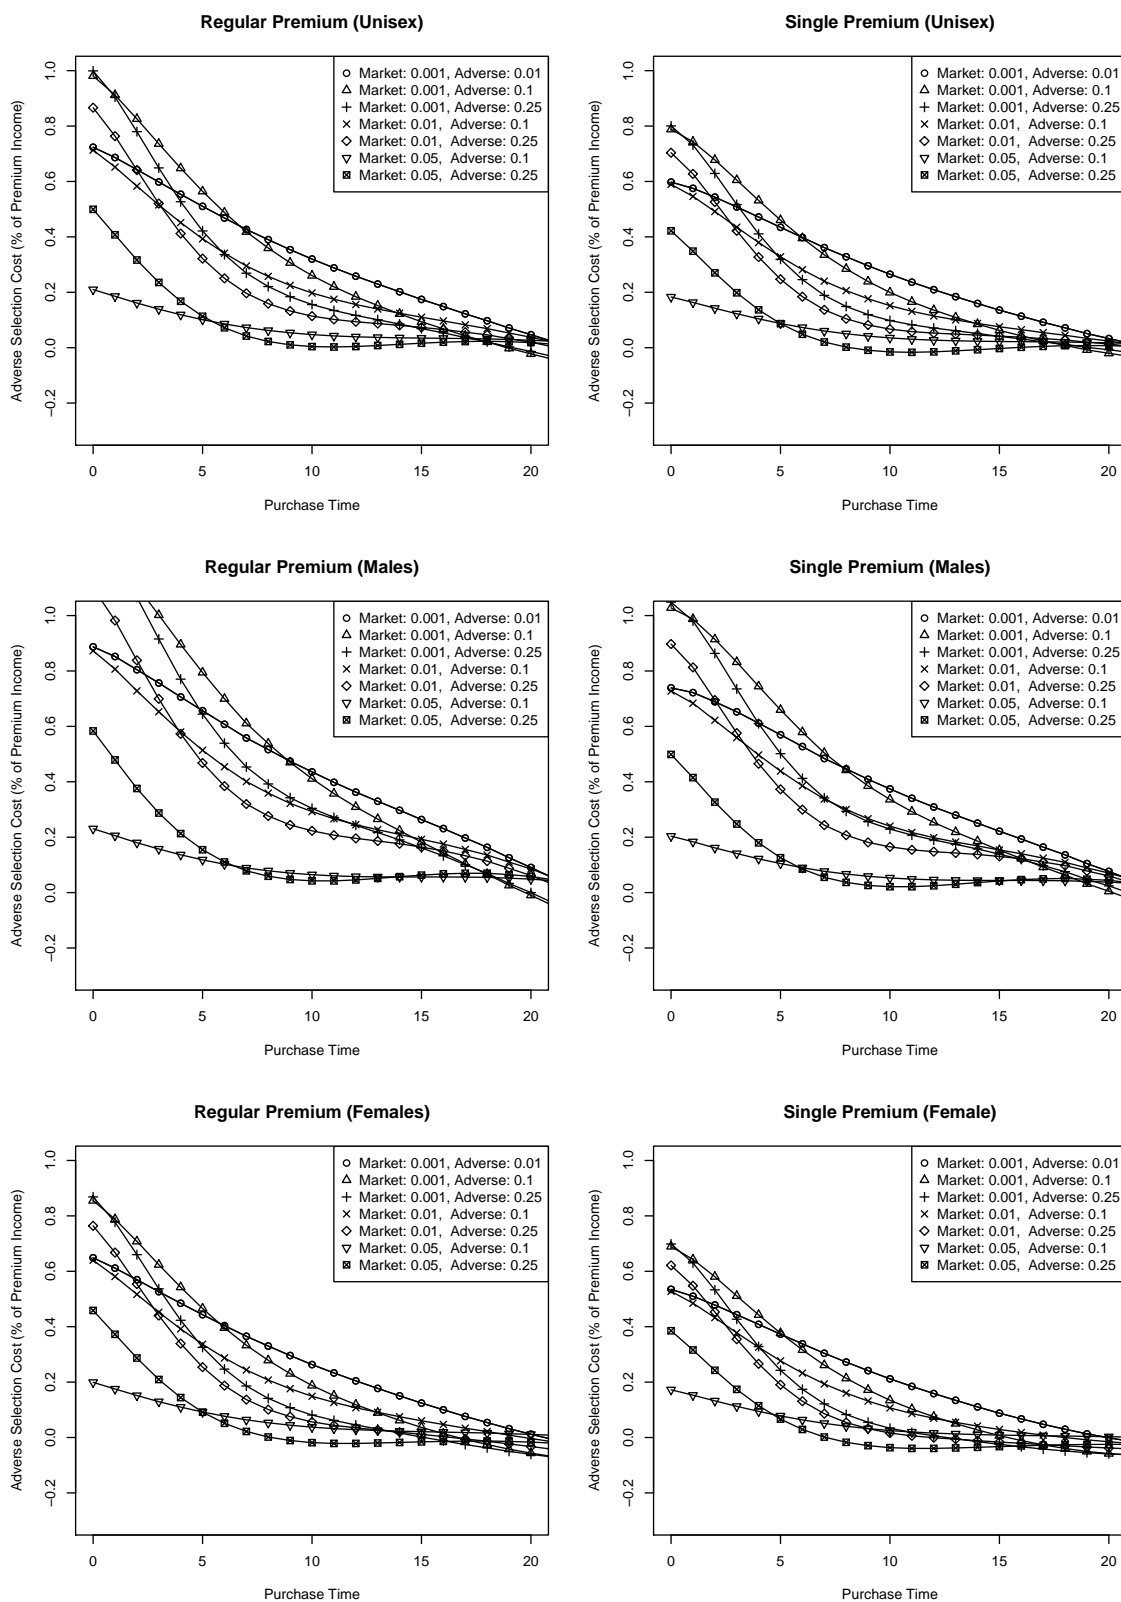 Regular Premium (Unisex)
Adverse Selection Cost (% of Premium Income)
1.0
0.8
0.6
0.4
0.2
0.0
−0.2
0 5 10 15 20
Purchase Time
Market: 0.001, Adverse: 0.01
Market: 0.001, Adverse: 0.1
Market: 0.001, Adverse: 0.25
Market: 0.01, Adverse: 0.1
Market: 0.01, Adverse: 0.25
Market: 0.05, Adverse: 0.1
Market: 0.05, Adverse: 0.25
Single Premium (Unisex)
Adverse Selection Cost (% of Premium Income)
1.0
0.8
0.6
0.4
0.2
0.0
−0.2
0 5 10 15 20
Purchase Time
Market: 0.001, Adverse: 0.01
Market: 0.001, Adverse: 0.1
Market: 0.001, Adverse: 0.25
Market: 0.01, Adverse: 0.1
Market: 0.01, Adverse: 0.25
Market: 0.05, Adverse: 0.1
Market: 0.05, Adverse: 0.25
Regular Premium (Males)
Adverse Selection Cost (% of Premium Income)
1.0
0.8
0.6
0.4
0.2
0.0
−0.2
0 5 10 15 20
Purchase Time
Market: 0.001, Adverse: 0.01
Market: 0.001, Adverse: 0.1
Market: 0.001, Adverse: 0.25
Market: 0.01, Adverse: 0.1
Market: 0.01, Adverse: 0.25
Market: 0.05, Adverse: 0.1
Market: 0.05, Adverse: 0.25
Single Premium (Males)
Adverse Selection Cost (% of Premium Income)
1.0
0.8
0.6
0.4
0.2
0.0
−0.2
0 5 10 15 20
Purchase Time
Market: 0.001, Adverse: 0.01
Market: 0.001, Adverse: 0.1
Market: 0.001, Adverse: 0.25
Market: 0.01, Adverse: 0.1
Market: 0.01, Adverse: 0.25
Market: 0.05, Adverse: 0.1
Market: 0.05, Adverse: 0.25
Regular Premium (Females)
Adverse Selection Cost (% of Premium Income)
1.0
0.8
0.6
0.4
0.2
0.0
−0.2
0 5 10 15 20
Purchase Time
Market: 0.001, Adverse: 0.01
Market: 0.001, Adverse: 0.1
Market: 0.001, Adverse: 0.25
Market: 0.01, Adverse: 0.1
Market: 0.01, Adverse: 0.25
Market: 0.05, Adverse: 0.1
Market: 0.05, Adverse: 0.25
Single Premium (Female)
Adverse Selection Cost (% of Premium Income)
1.0
0.8
0.6
0.4
0.2
0.0
−0.2
0 5 10 15 20
Purchase Time
Market: 0.001, Adverse: 0.01
Market: 0.001, Adverse: 0.1
Market: 0.001, Adverse: 0.25
Market: 0.01, Adverse: 0.1
Market: 0.01, Adverse: 0.25
Market: 0.05, Adverse: 0.1
Market: 0.05, Adverse: 0.25